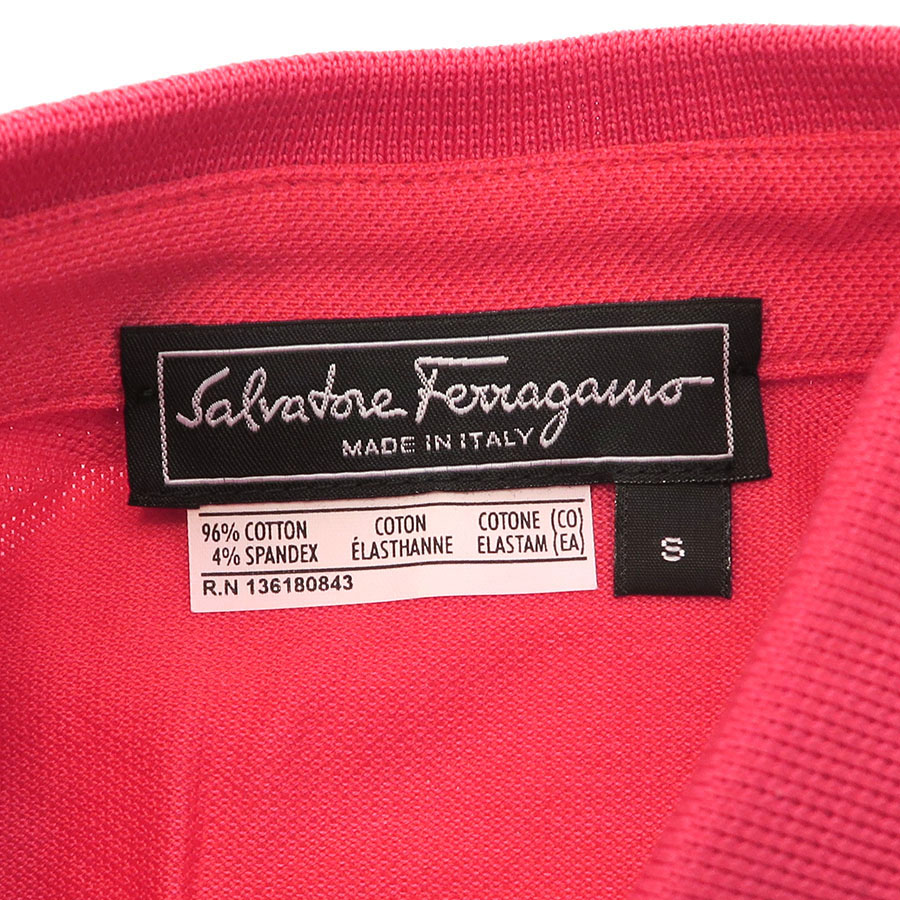 Salvatore Ferragamo
MADE IN ITALY
96% COTTON COTON COTONE (CO)
4% SPANDEX ÉLASTHANNE ELASTAM (EA)
R.N 136180843
S